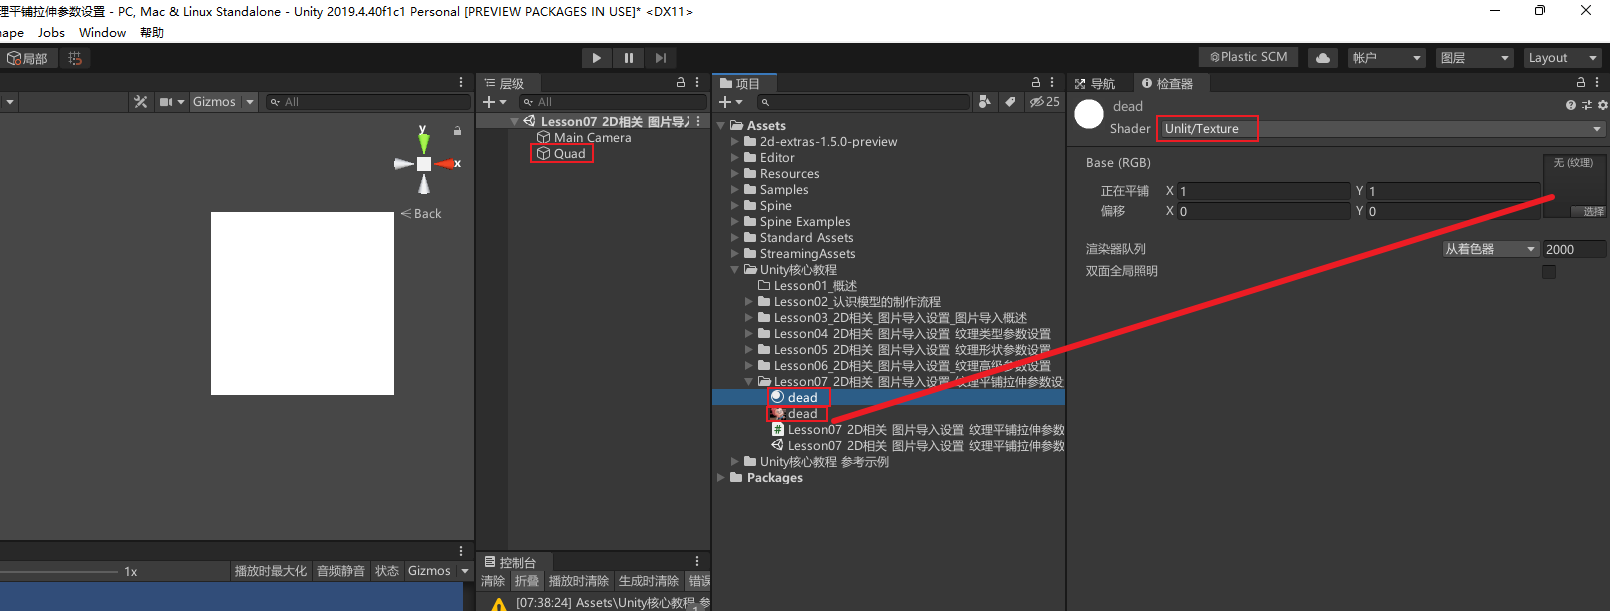 理平铺拉伸参数设置 - PC, Mac & Linux Standalone - Unity 2019.4.40f1c1 Personal [PREVIEW PACKAGES IN USE]* <DX11>
ape Jobs Window 帮助
局部
Plastic SCM 帐户 图层 Layout
Gizmos All
y
x
Back
1x 播放时最大化 音频静音 状态 Gizmos
层级
All
Lesson07_2D相关_图片导入
Main Camera
Quad
控制台
清除 折叠 播放时清除 生成时清除 错误
[07:38:24] Assets\Unity核心教程_参
项目
25
Assets
2d-extras-1.5.0-preview
Editor
Resources
Samples
Spine
Spine Examples
Standard Assets
StreamingAssets
Unity核心教程
Lesson01_概述
Lesson02_认识模型的制作流程
Lesson03_2D相关_图片导入设置_图片导入概述
Lesson04_2D相关_图片导入设置_纹理类型参数设置
Lesson05_2D相关_图片导入设置_纹理形状参数设置
Lesson06_2D相关_图片导入设置_纹理高级参数设置
Lesson07_2D相关_图片导入设置_纹理平铺拉伸参数设
dead
dead
Lesson07_2D相关_图片导入设置_纹理平铺拉伸参数
Lesson07_2D相关_图片导入设置_纹理平铺拉伸参数
Unity核心教程_参考示例
Packages
导航 检查器
dead
Shader Unlit/Texture
Base (RGB) 无 (纹理)
正在平铺 X 1 Y 1
偏移 X 0 Y 0
选择
渲染器队列 从着色器 2000
双面全局照明